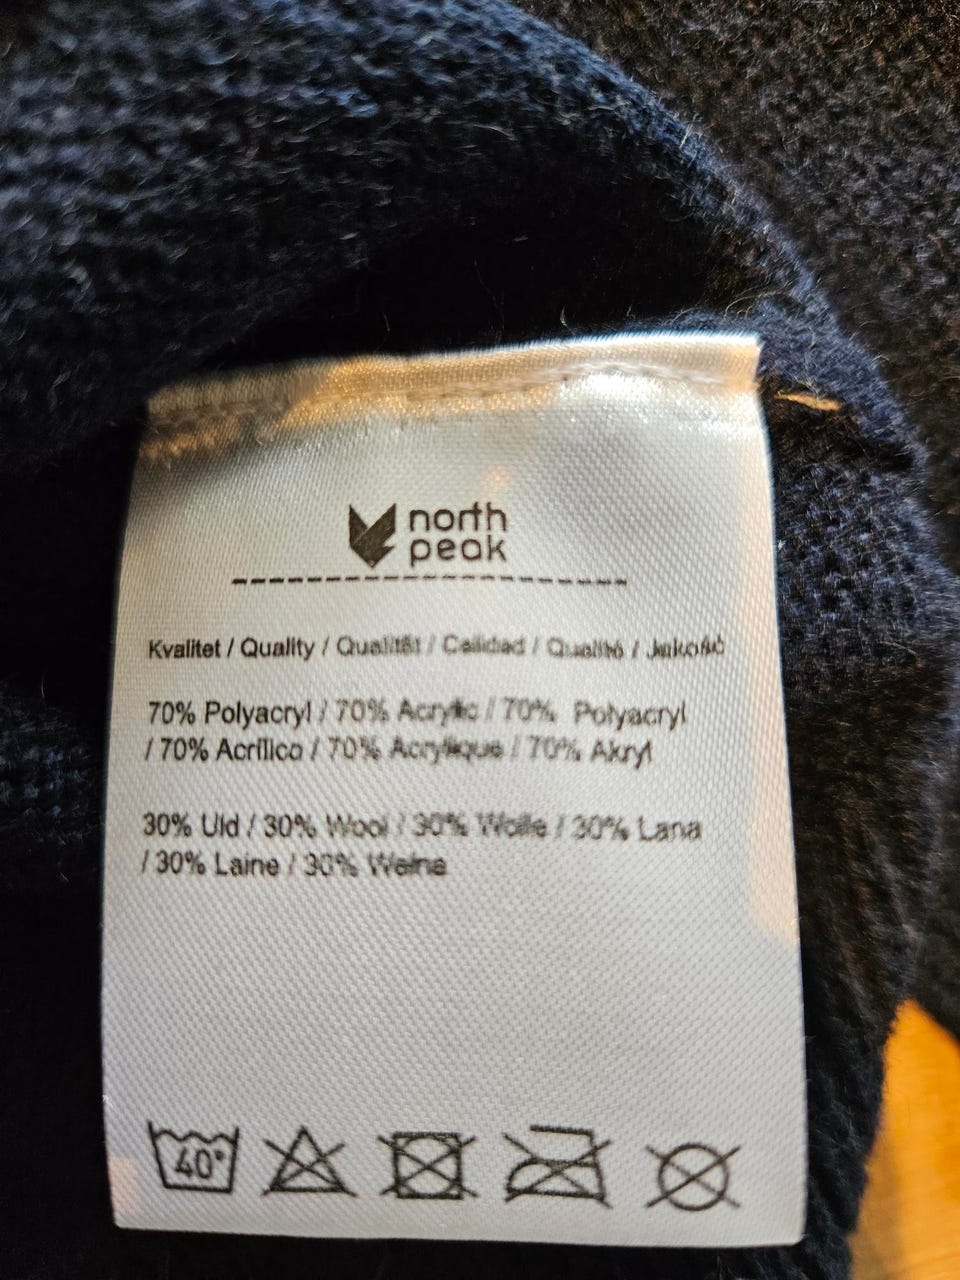 north
peak
Kvalitet / Quality / Qualität / Calidad / Qualité / Jakość
70% Polyacryl / 70% Acrylic / 70% Polyacryl
/ 70% Acrílico / 70% Acrylique / 70% Akryl
30% Uld / 30% Wool / 30% Wolle / 30% Lana
/ 30% Laine / 30% Wełna
40°